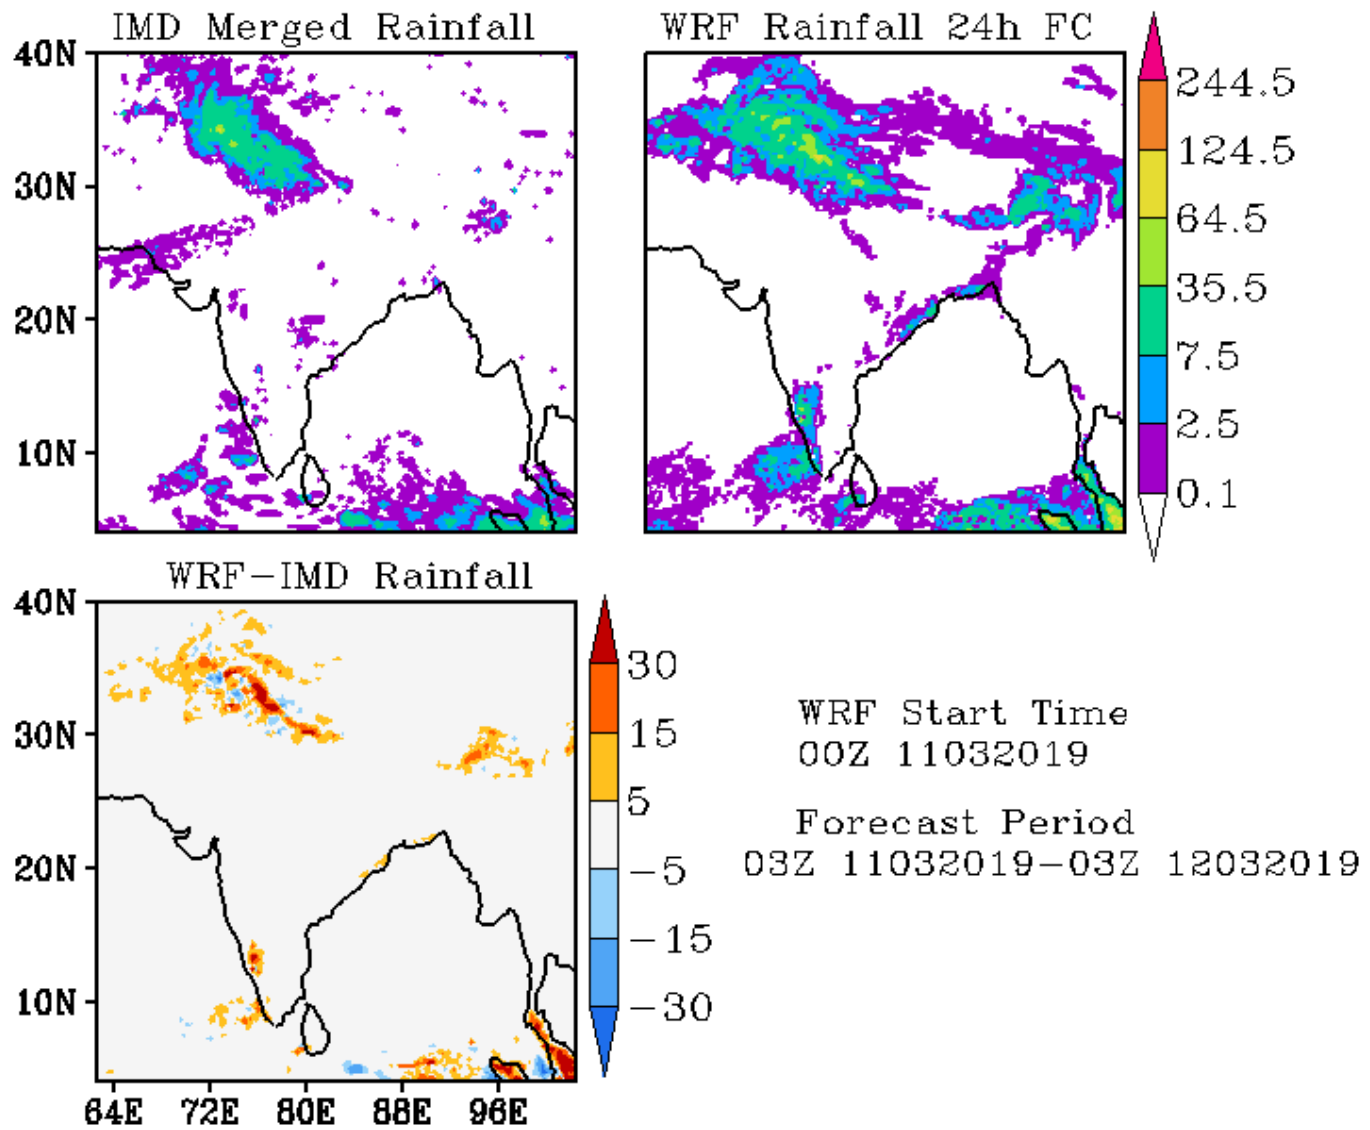 IMD Merged Rainfall
WRF Rainfall 24h FC
40N
30N
20N
10N
244.5
124.5
64.5
35.5
7.5
2.5
0.1
WRF-IMD Rainfall
40N
30N
20N
10N
64E 72E 80E 88E 96E
30
15
5
-5
-15
-30
WRF Start Time
00Z 11032019
Forecast Period
03Z 11032019-03Z 12032019